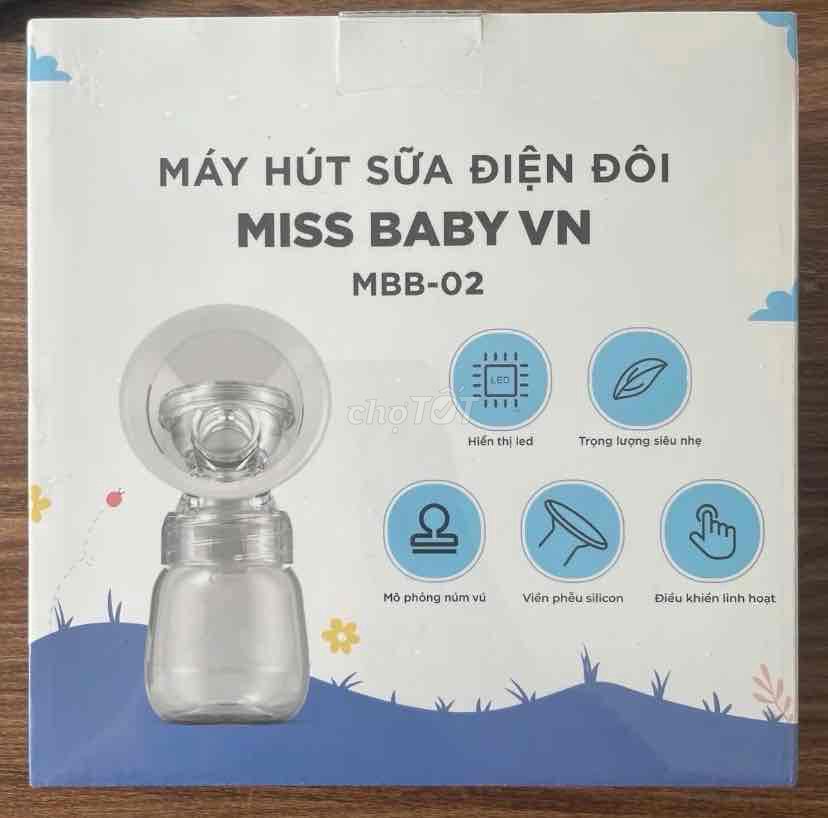 MÁY HÚT SỮA ĐIỆN ĐÔI
MISS BABY VN
MBB-02
chợTỐT
LED
Hiển thị led
Trọng lượng siêu nhẹ
Mô phỏng núm vú
Viền phễu silicon
Điều khiển linh hoạt